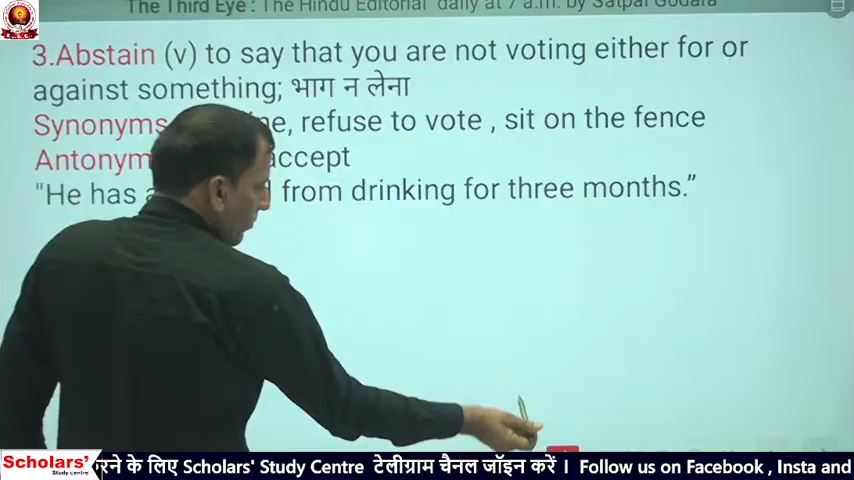 The Third Eye : The Hindu Editorial daily at 7 a.m. by Satpal Godara
3.Abstain (v) to say that you are not voting either for or
against something; भाग न लेना
Synonyms refuse to vote , sit on the fence
accept
"He has from drinking for three months.”
Scholars' Study centre
रने के लिए Scholars' Study Centre टेलीग्राम चैनल जॉइन करें । Follow us on Facebook , Insta and